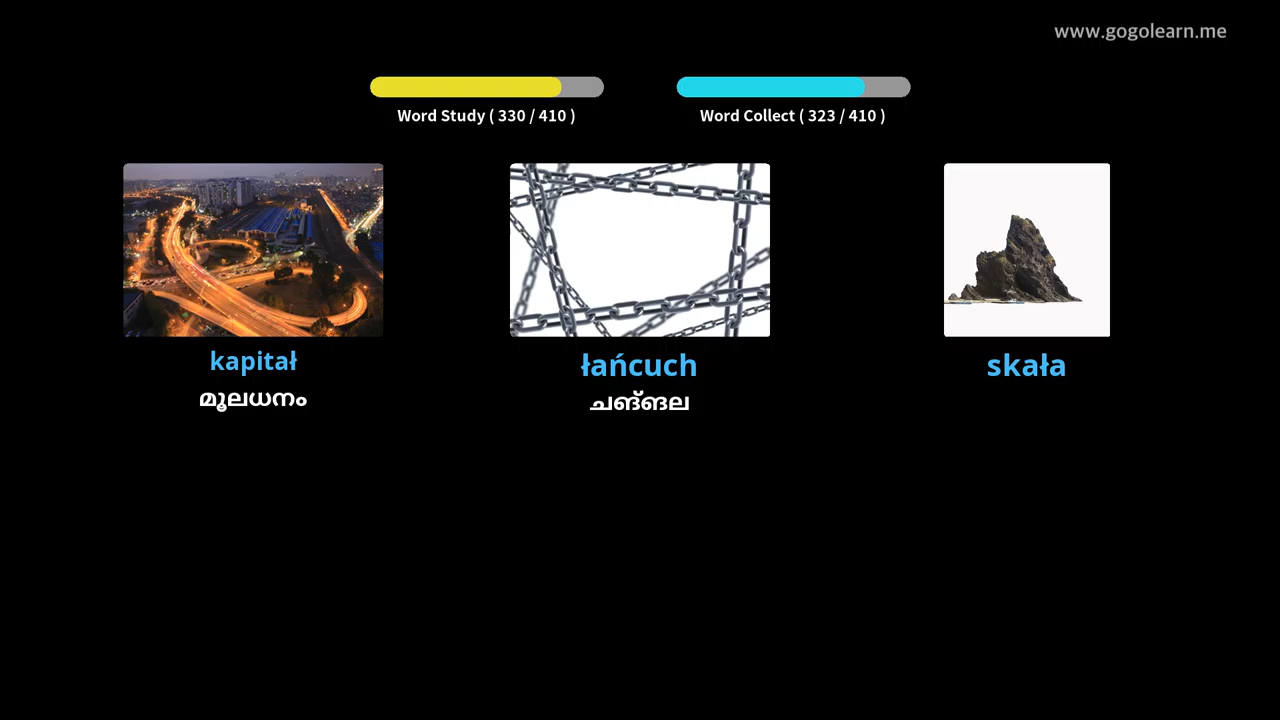 www.gogolearn.me
Word Study ( 330 / 410 )
Word Collect ( 323 / 410 )
kapitał
മൂലധനം
łańcuch
ചങ്ങല
skała